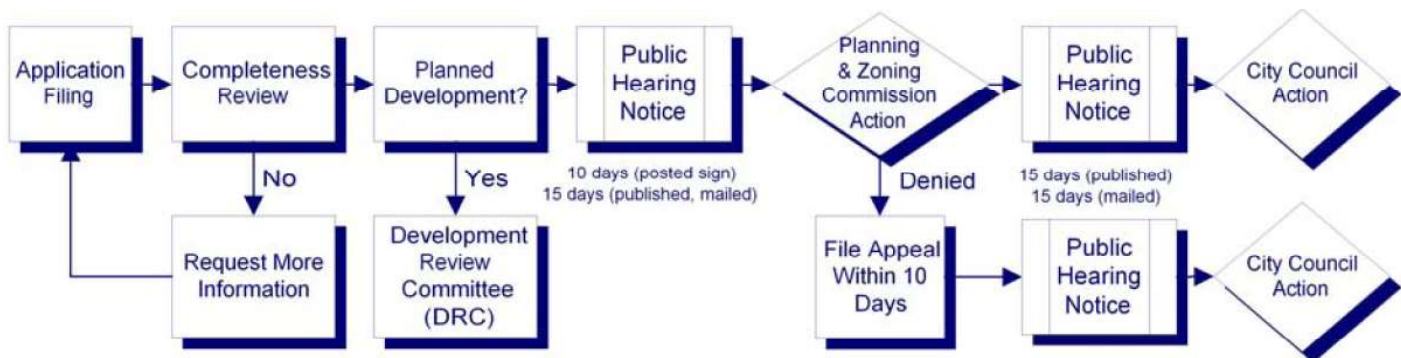 Application
Filing
Completeness
Review
Planned
Development?
Public
Hearing
Notice
Planning
& Zoning
Commission
Action
Public
Hearing
Notice
City Council
Action
No
Yes
10 days (posted sign)
15 days (published, mailed)
Denied
15 days (published)
15 days (mailed)
Request More
Information
Development
Review
Committee
(DRC)
File Appeal
Within 10
Days
Public
Hearing
Notice
City Council
Action